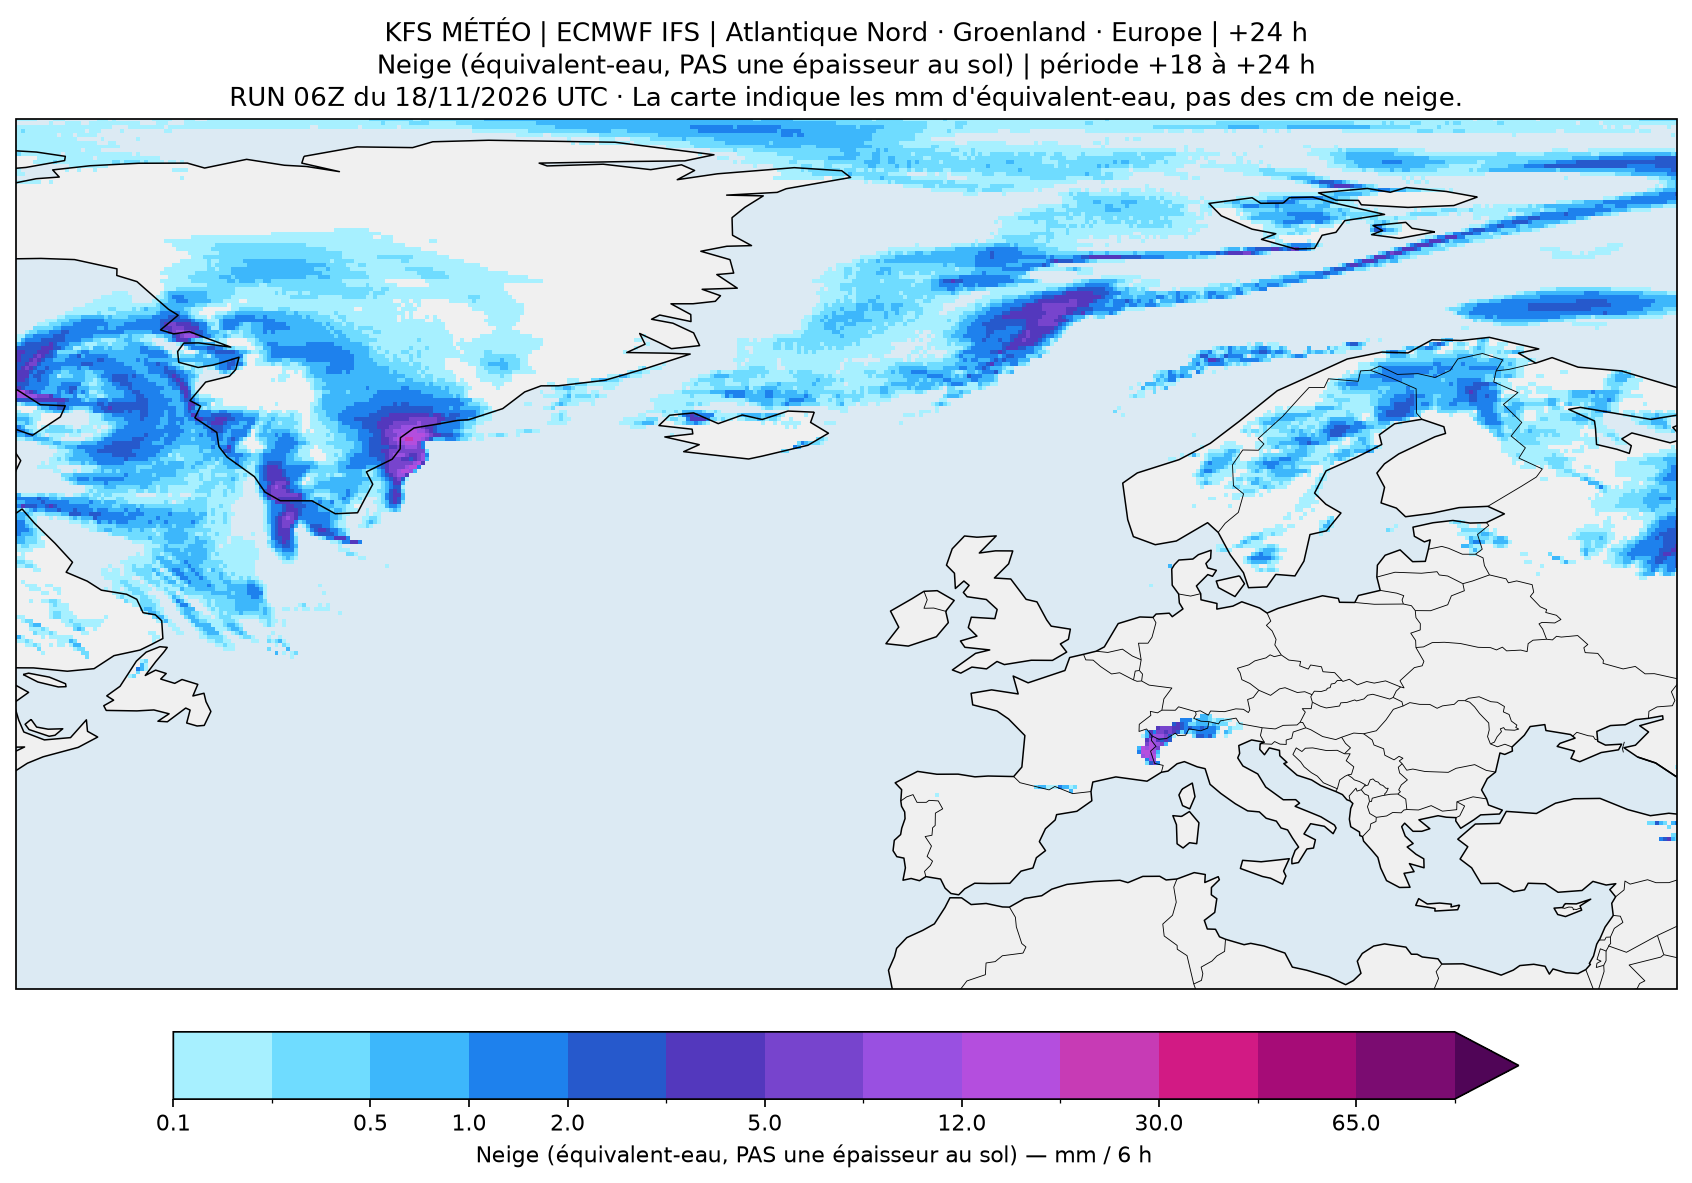 KFS MÉTÉO | ECMWF IFS | Atlantique Nord · Groenland · Europe | +24 h
Neige (équivalent-eau, PAS une épaisseur au sol) | période +18 à +24 h
RUN 06Z du 18/11/2026 UTC · La carte indique les mm d'équivalent-eau, pas des cm de neige.
0.1 0.5 1.0 2.0 5.0 12.0 30.0 65.0
Neige (équivalent-eau, PAS une épaisseur au sol) — mm / 6 h